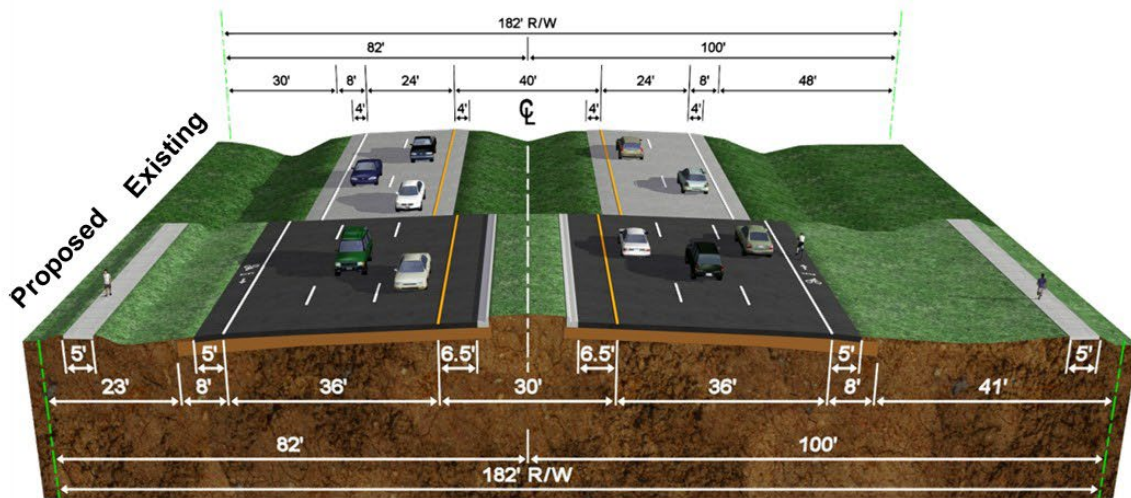 182' R/W
82' 100'
30' 8' 24' 40' 24' 8' 48'
4' 4' ℄ 4' 4'
Existing
Proposed
5' 5' 6.5' 6.5' 5' 5'
23' 8' 36' 30' 36' 8' 41'
82' 100'
182' R/W